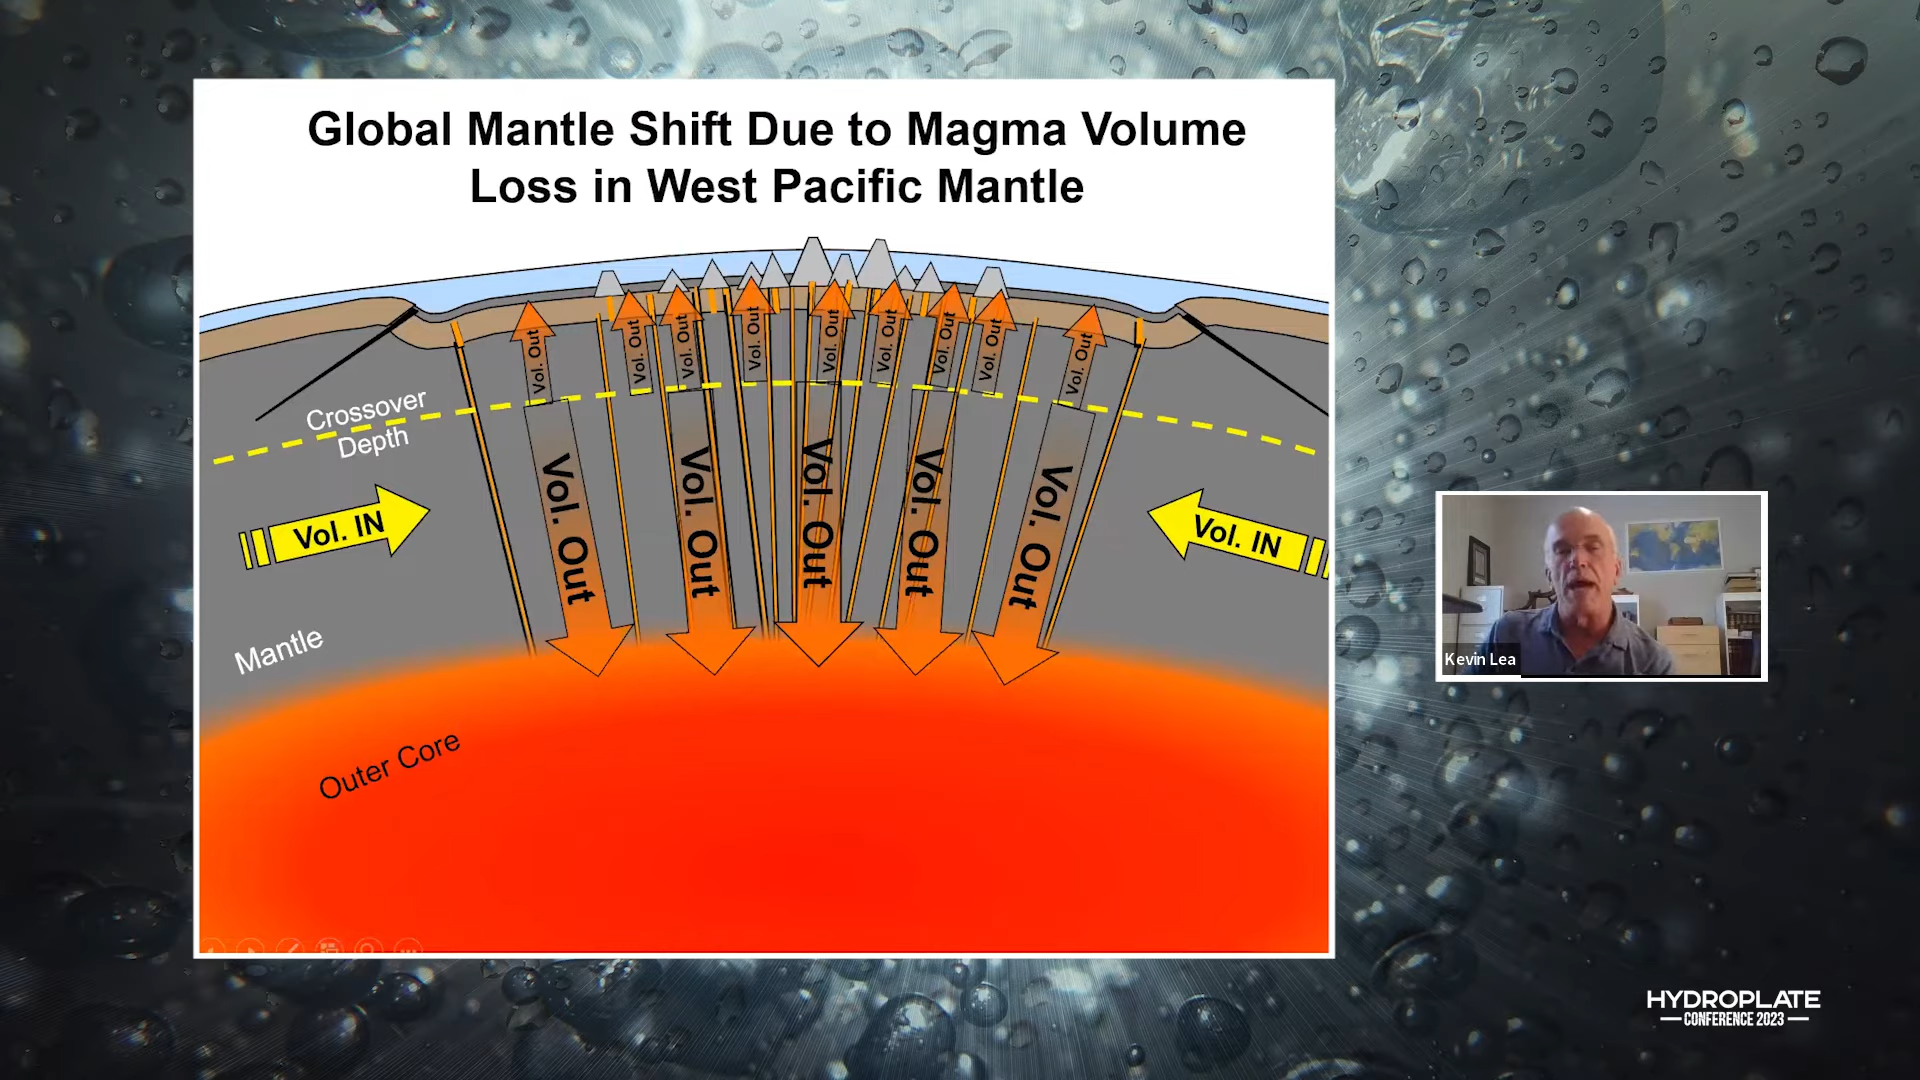 Global Mantle Shift Due to Magma Volume
Loss in West Pacific Mantle
Vol. Out
Vol. Out
Vol. Out
Vol. Out
Vol. Out
Vol. Out
Vol. Out
Vol. Out
Vol. Out
Crossover
Depth
Vol. IN
Vol. Out
Vol. Out
Vol. Out
Vol. Out
Vol. Out
Vol. IN
Mantle
Outer Core
Kevin Lea
HYDROPLATE
CONFERENCE 2023